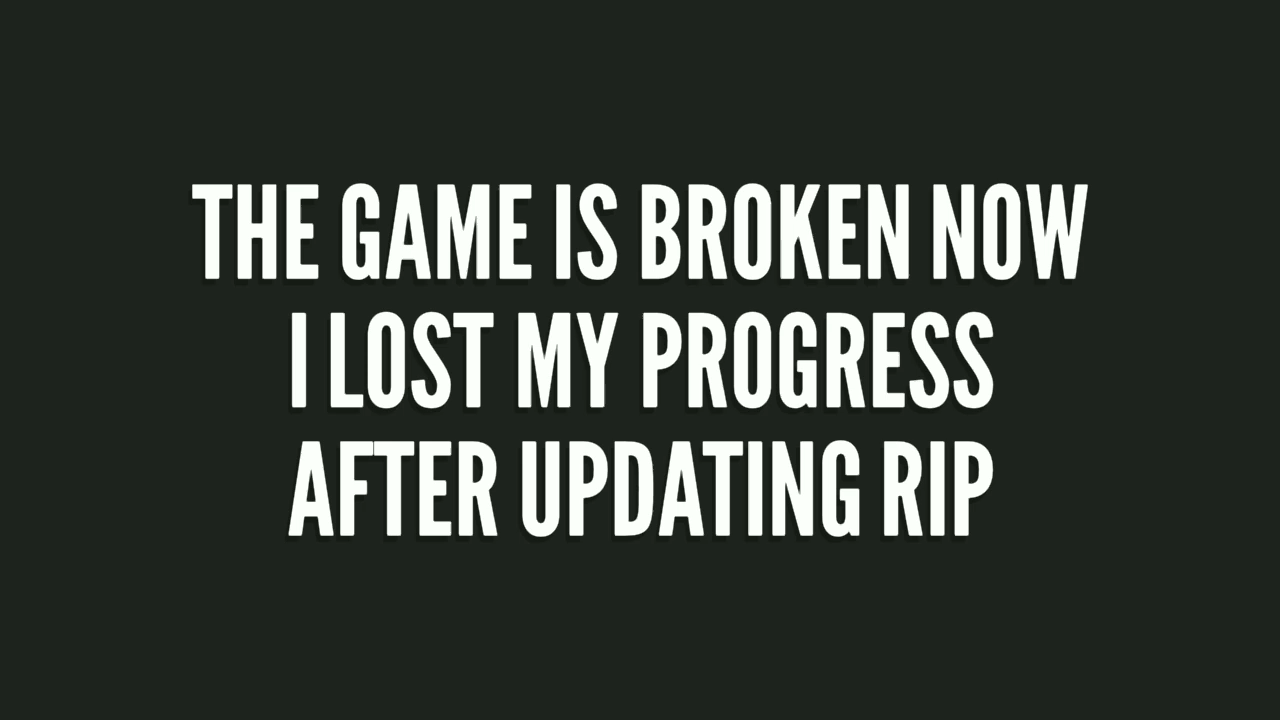 THE GAME IS BROKEN NOW
I LOST MY PROGRESS
AFTER UPDATING RIP